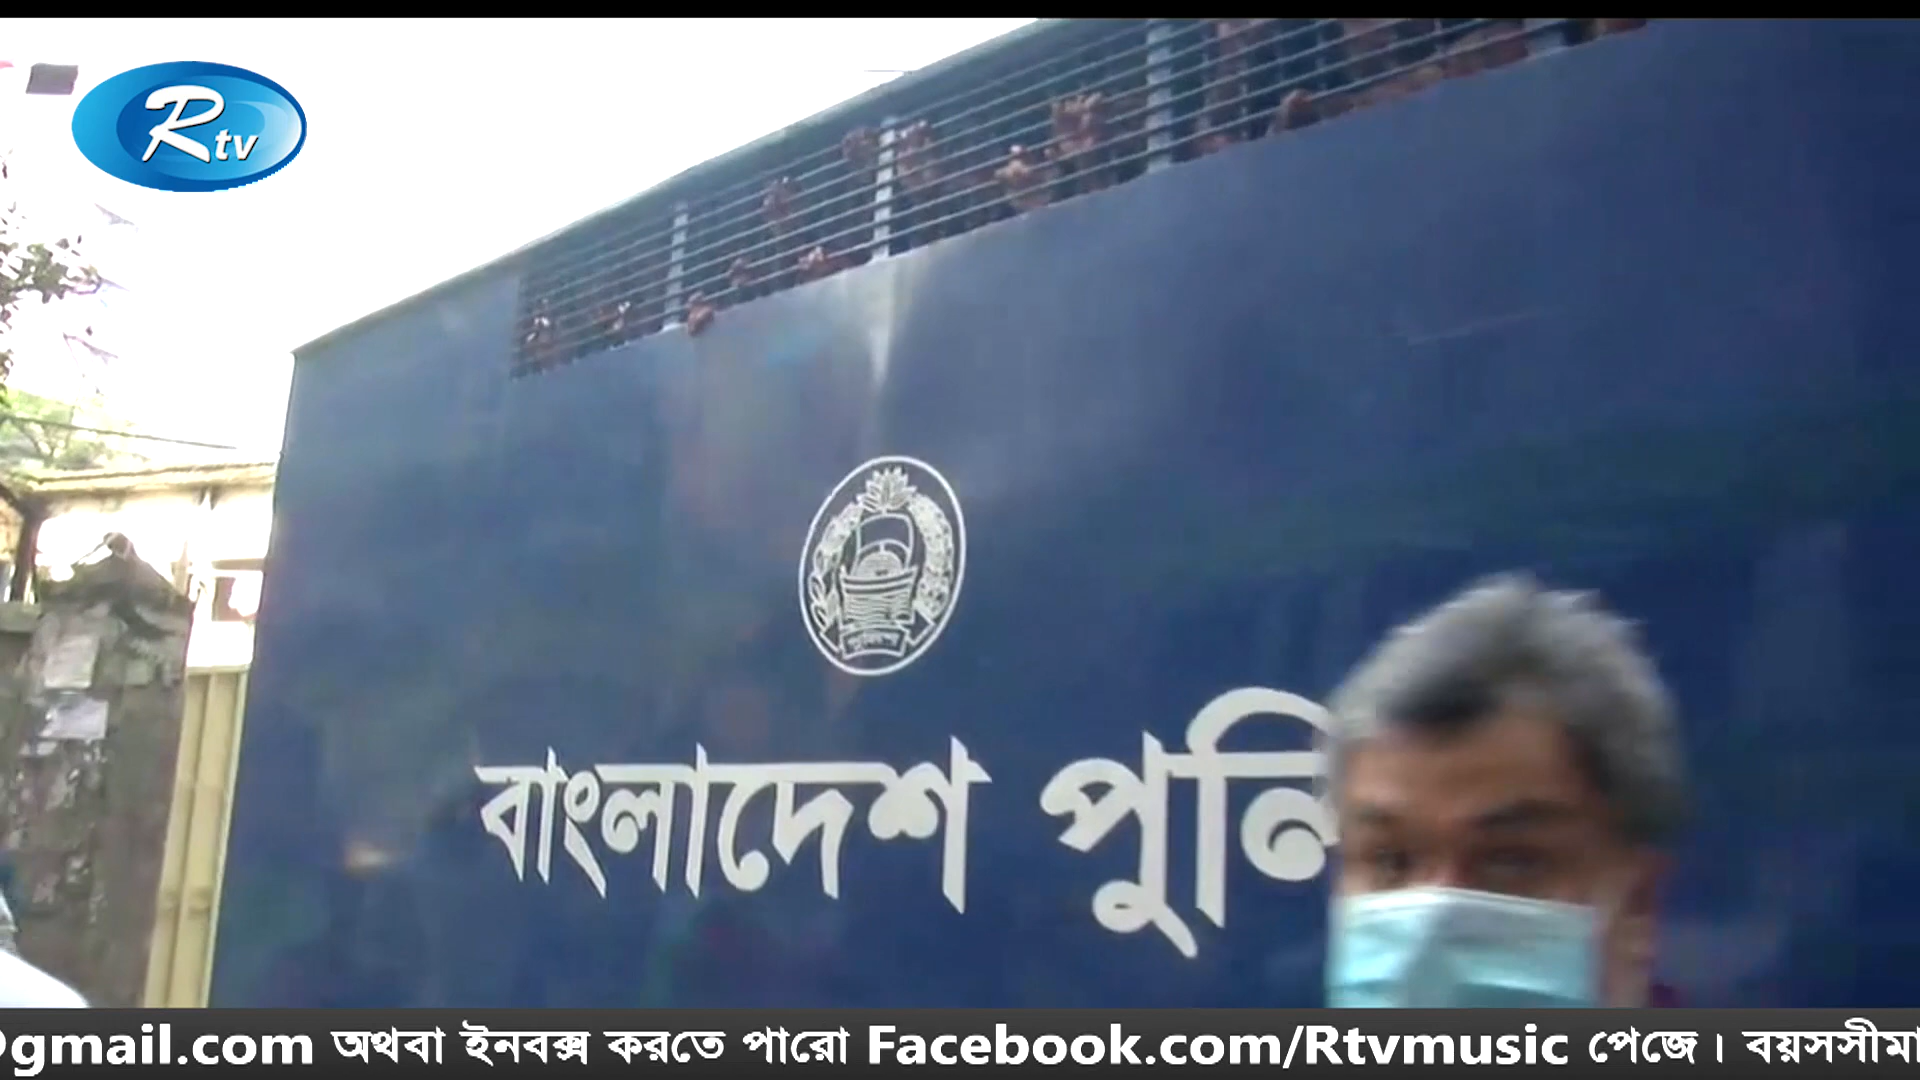 Rtv
বাংলাদেশ পুলি
@gmail.com অথবা ইনবক্স করতে পারো Facebook.com/Rtvmusic পেজে। বয়সসীমা